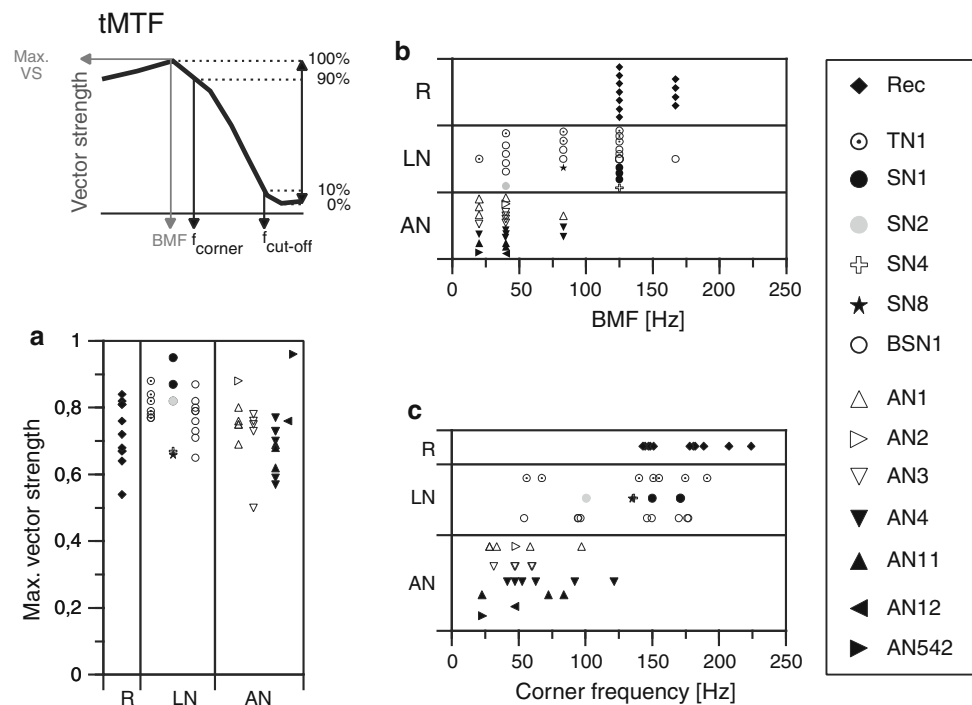 tMTF
Max.
VS
Vector strength
100%
90%
10%
0%
BMF
f corner
f cut-off
a
Max. vector strength
1
0,8
0,6
0,4
0,2
0
R
LN
AN
b
R
LN
AN
0
50
100
150
200
250
BMF [Hz]
c
R
LN
AN
0
50
100
150
200
250
Corner frequency [Hz]
Rec
TN1
SN1
SN2
SN4
SN8
BSN1
AN1
AN2
AN3
AN4
AN11
AN12
AN542